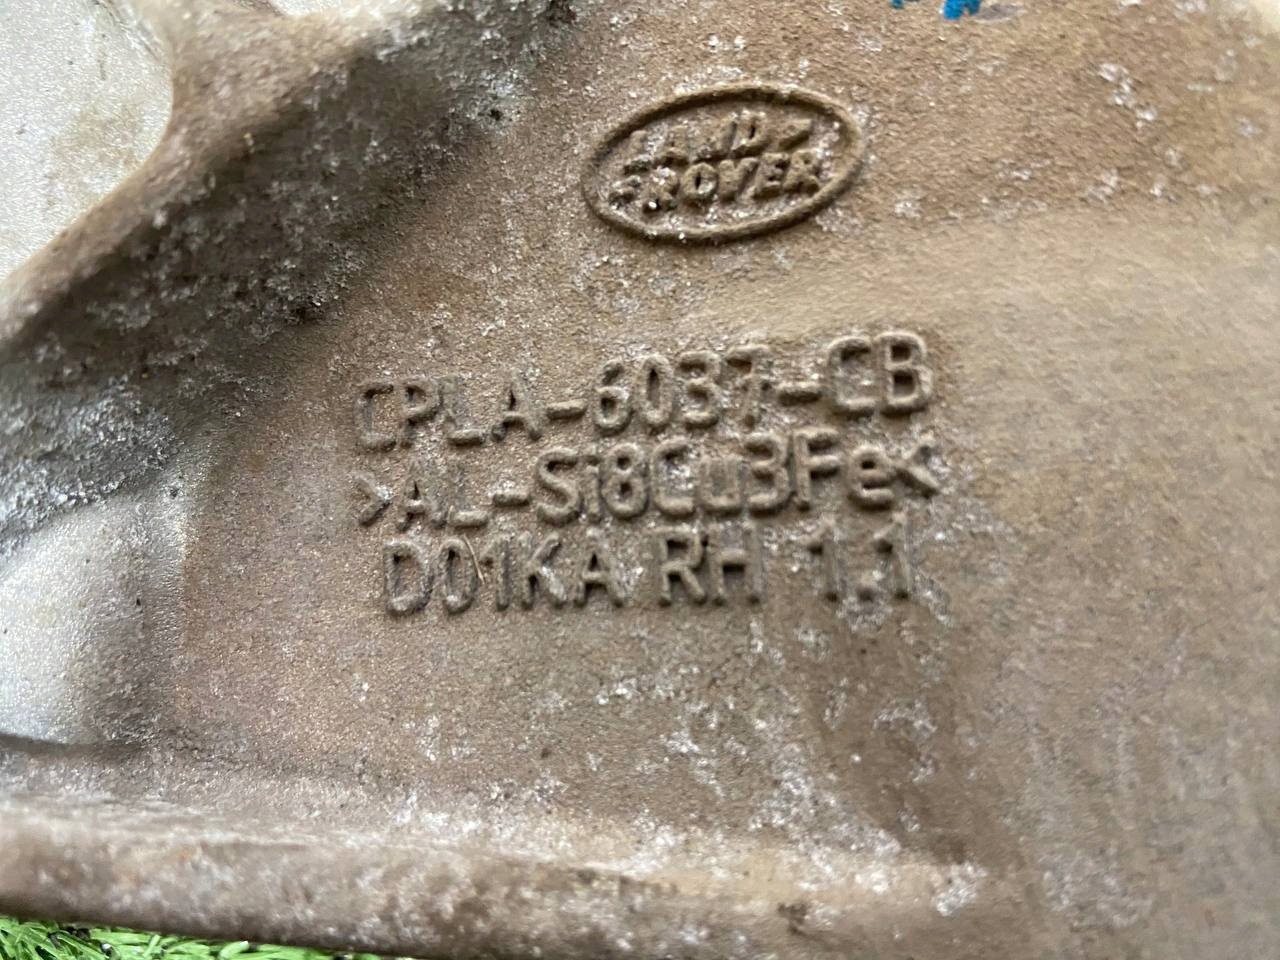 LAND
ROVER
CPLA-6037-CB
>AL-Si8Cu3Fe<
D01KA RH 1.1